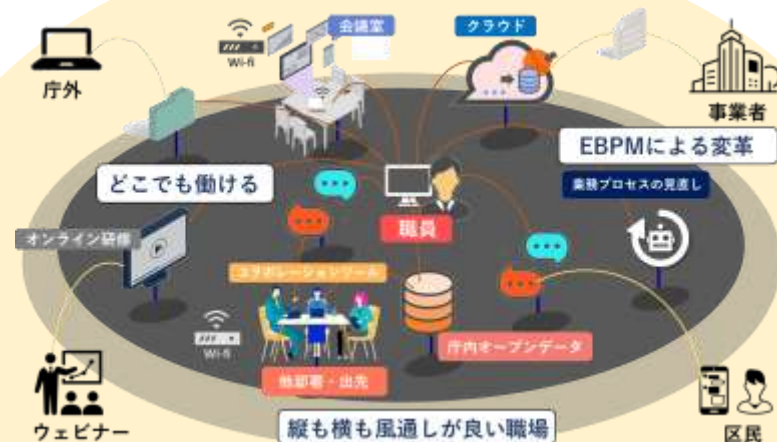 会議室
クラウド
Wi-fi
庁外
事業者
EBPMによる変革
業務プロセスの見直し
どこでも働ける
職員
オンライン研修
コラボレーションツール
Wi-Fi
庁内オープンデータ
他部署・出先
縦も横も風通しが良い職場
ウェビナー
区民